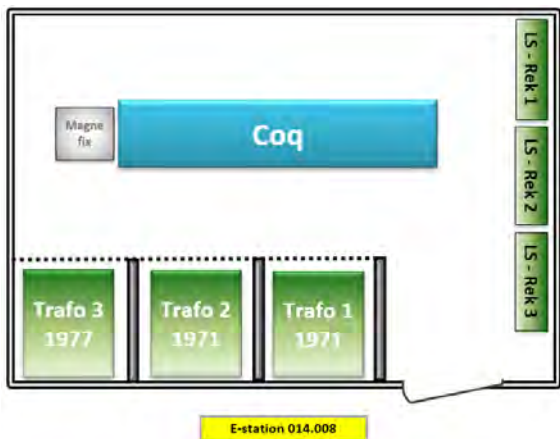 LS - Rek 1
Magne
fix
Coq
LS - Rek 2
LS - Rek 3
Trafo 3
1977
Trafo 2
1971
Trafo 1
1971
E-station 014.008